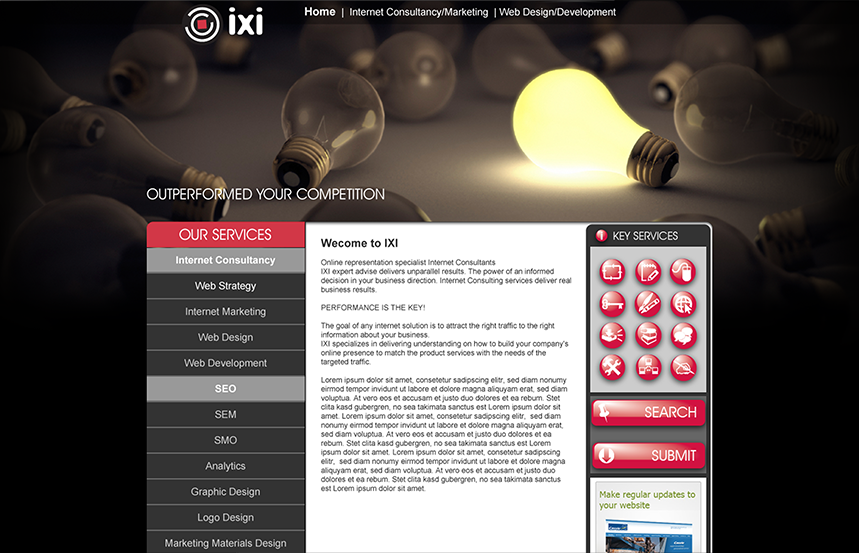 ixi
Home | Internet Consultancy/Marketing | Web Design/Development
OUTPERFORMED YOUR COMPETITION
OUR SERVICES
Internet Consultancy
Web Strategy
Internet Marketing
Web Design
Web Development
SEO
SEM
SMO
Analytics
Graphic Design
Logo Design
Marketing Materials Design
Wecome to IXI
Online representation specialist Internet Consultants
IXI expert advise delivers unparallel results. The power of an informed
decision in your business direction. Internet Consulting services deliver real
business results.
PERFORMANCE IS THE KEY!
The goal of any internet solution is to attract the right traffic to the right
information about your business.
IXI specializes in delivering understanding on how to build your company's
online presence to match the product services with the needs of the
targeted traffic.
Lorem ipsum dolor sit amet, consetetur sadipscing elitr, sed diam nonumy
eirmod tempor invidunt ut labore et dolore magna aliquyam erat, sed diam
voluptua. At vero eos et accusam et justo duo dolores et ea rebum. Stet
clita kasd gubergren, no sea takimata sanctus est Lorem ipsum dolor sit
amet. Lorem ipsum dolor sit amet, consetetur sadipscing elitr, sed diam
nonumy eirmod tempor invidunt ut labore et dolore magna aliquyam erat,
sed diam voluptua. At vero eos et accusam et justo duo dolores et ea
rebum. Stet clita kasd gubergren, no sea takimata sanctus est Lorem
ipsum dolor sit amet. Lorem ipsum dolor sit amet, consetetur sadipscing
elitr, sed diam nonumy eirmod tempor invidunt ut labore et dolore magna
aliquyam erat, sed diam voluptua. At vero eos et accusam et justo duo
dolores et ea rebum. Stet clita kasd gubergren, no sea takimata sanctus
est Lorem ipsum dolor sit amet.
KEY SERVICES
SEARCH
SUBMIT
Make regular updates to
your website